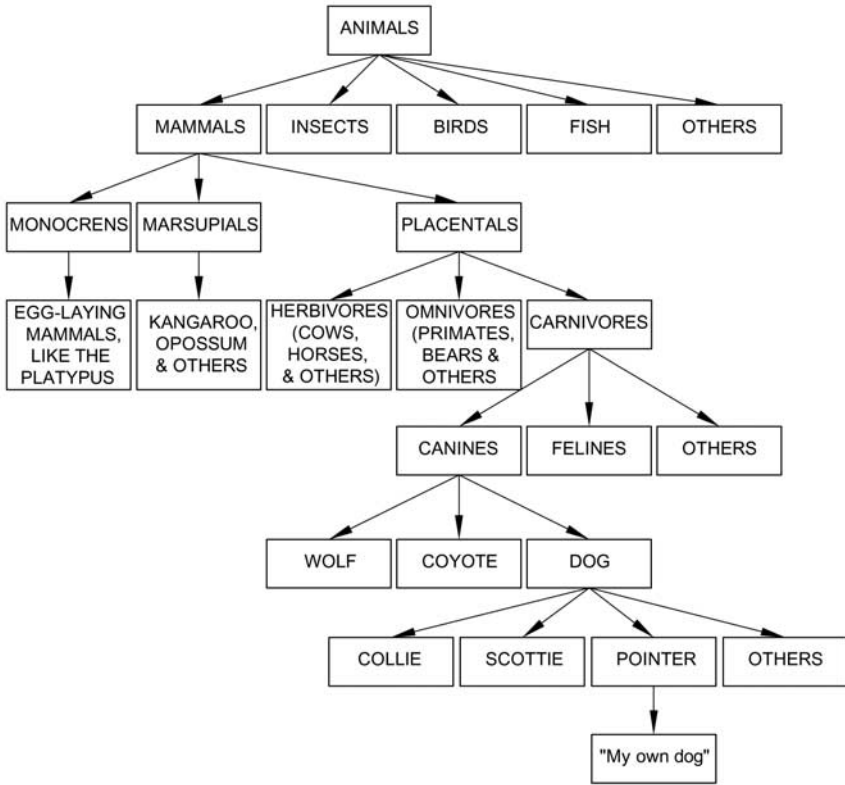 ANIMALS
MAMMALS
INSECTS
BIRDS
FISH
OTHERS
MONOCRENS
MARSUPIALS
PLACENTALS
EGG-LAYING
MAMMALS,
LIKE THE
PLATYPUS
KANGAROO,
OPOSSUM
& OTHERS
HERBIVORES
(COWS,
HORSES,
& OTHERS)
OMNIVORES
(PRIMATES,
BEARS &
OTHERS
CARNIVORES
CANINES
FELINES
OTHERS
WOLF
COYOTE
DOG
COLLIE
SCOTTIE
POINTER
OTHERS
"My own dog"